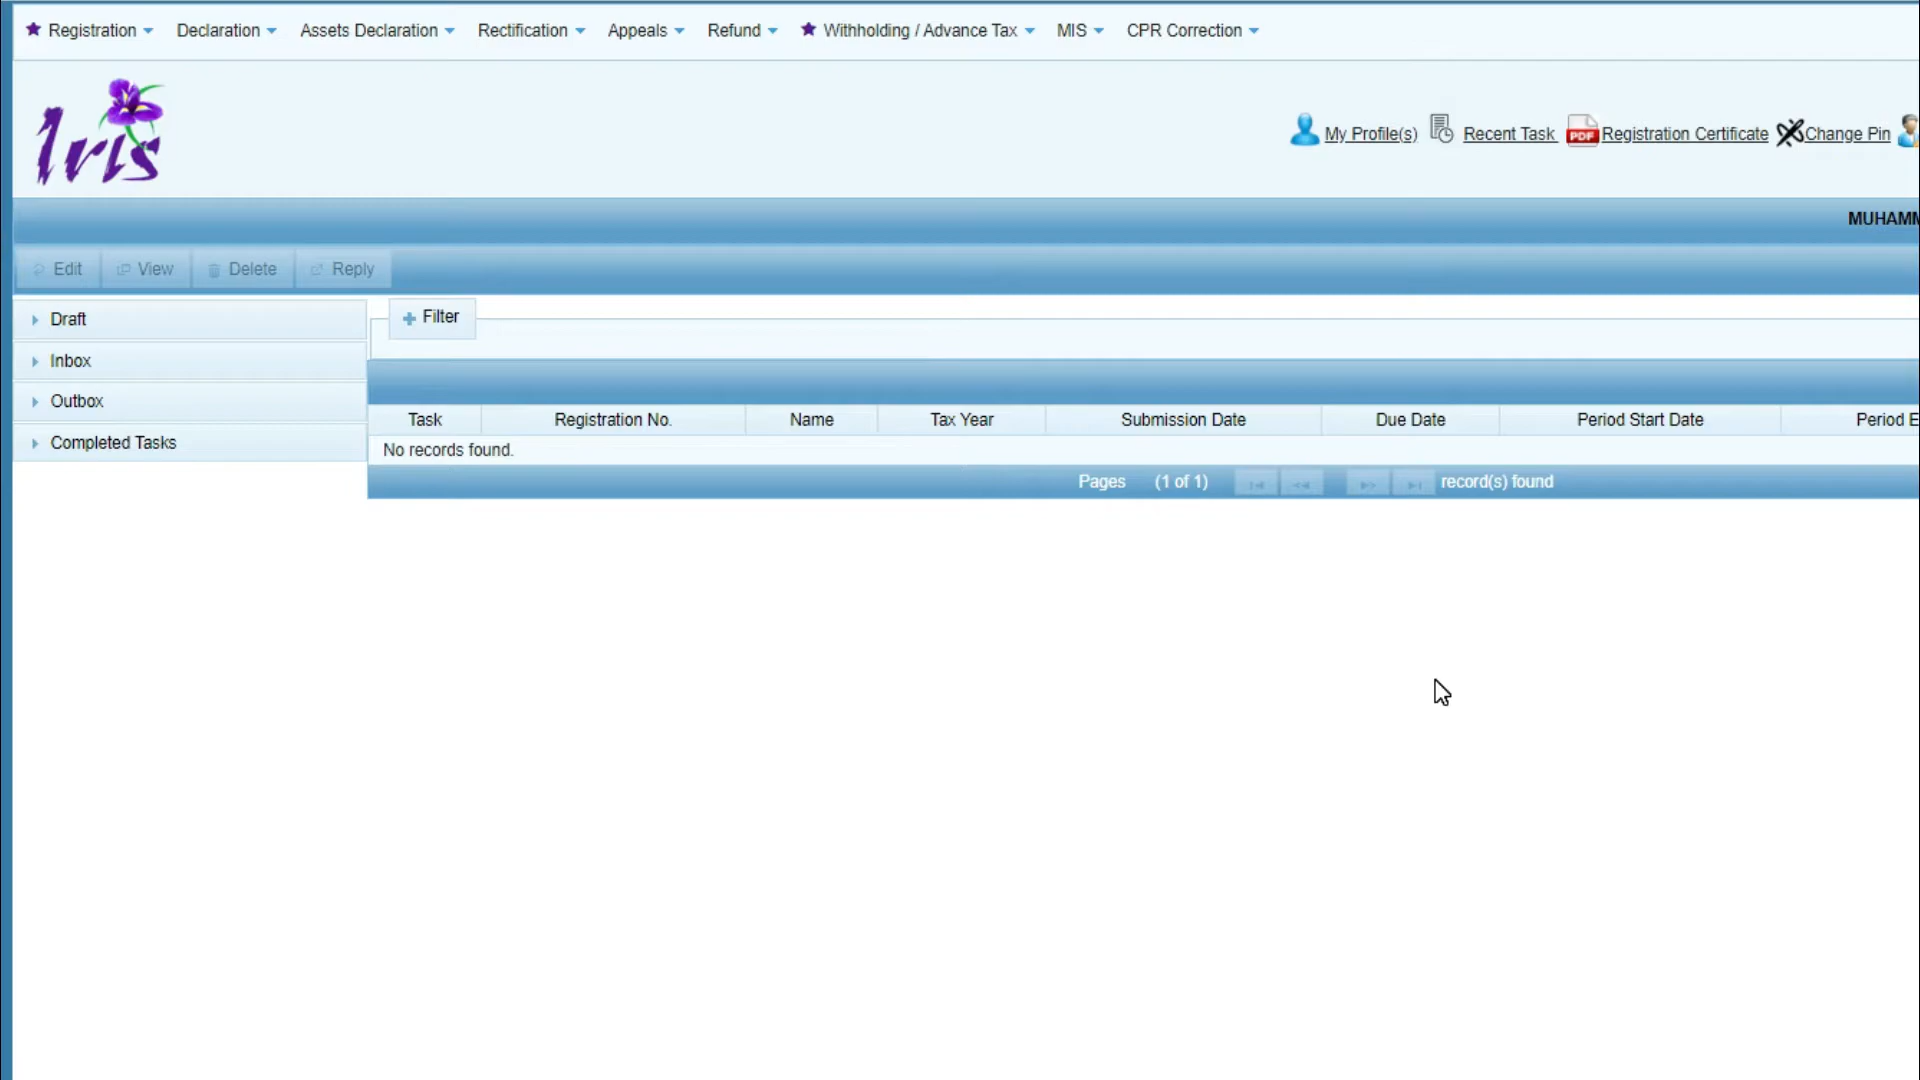 Registration Declaration Assets Declaration Rectification Appeals Refund Withholding / Advance Tax MIS CPR Correction
Iris
My Profile(s) Recent Task PDF Registration Certificate Change Pin
MUHAMM
Edit View Delete Reply
Draft
Inbox
Outbox
Completed Tasks
Filter
Task Registration No. Name Tax Year Submission Date Due Date Period Start Date Period E
No records found.
Pages (1 of 1) record(s) found